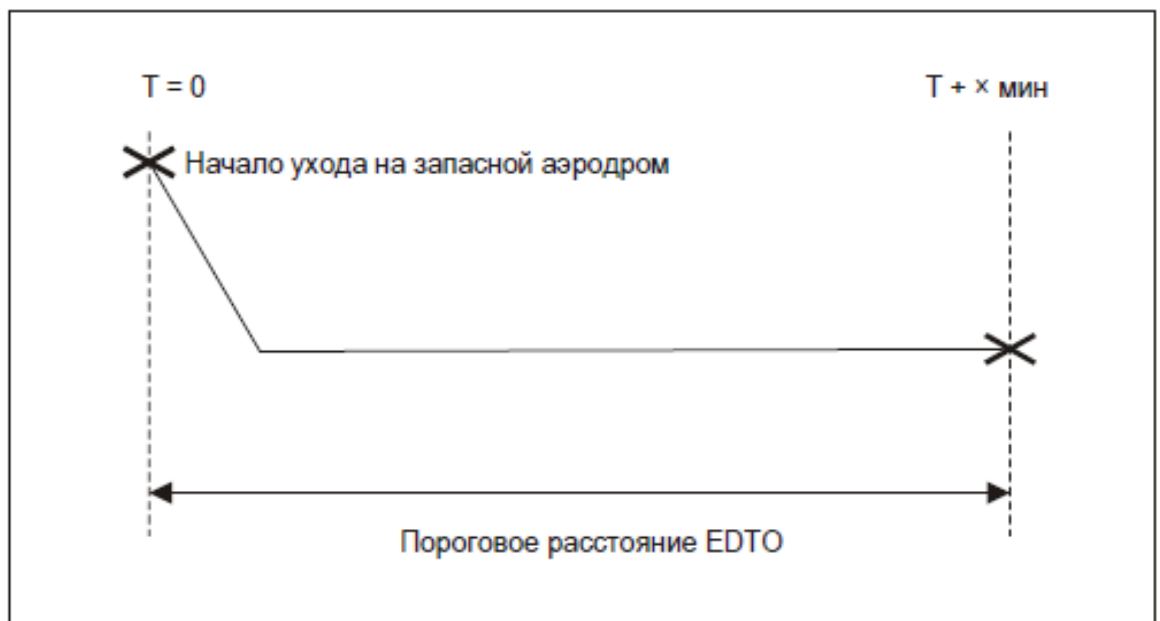 T = 0
T + × мин
Начало ухода на запасной аэродром
Пороговое расстояние EDTO